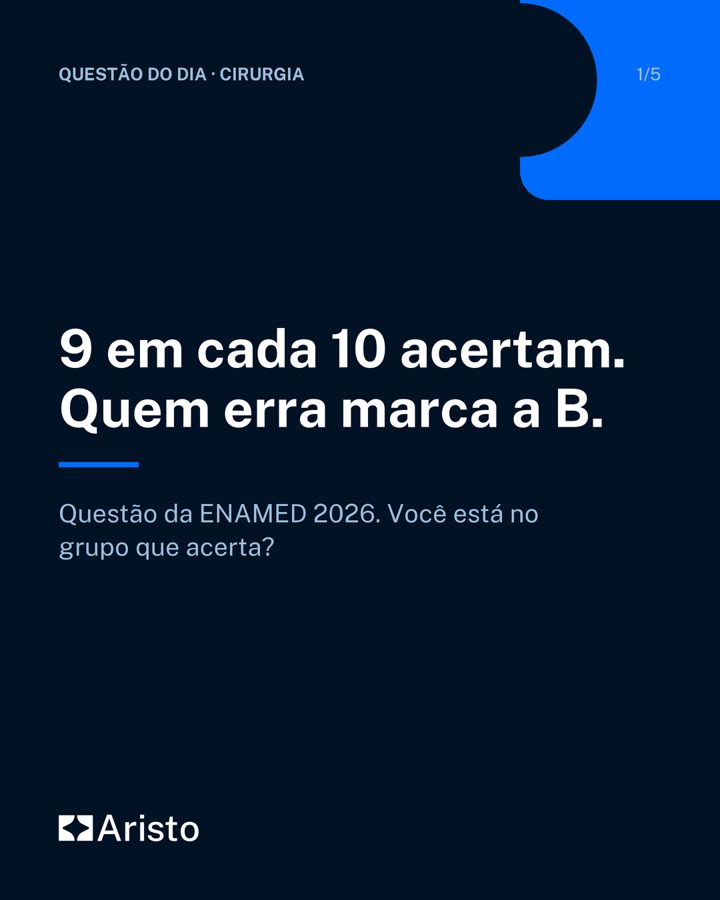 QUESTÃO DO DIA · CIRURGIA
1/5
9 em cada 10 acertam.
Quem erra marca a B.
Questão da ENAMED 2026. Você está no
grupo que acerta?
Aristo